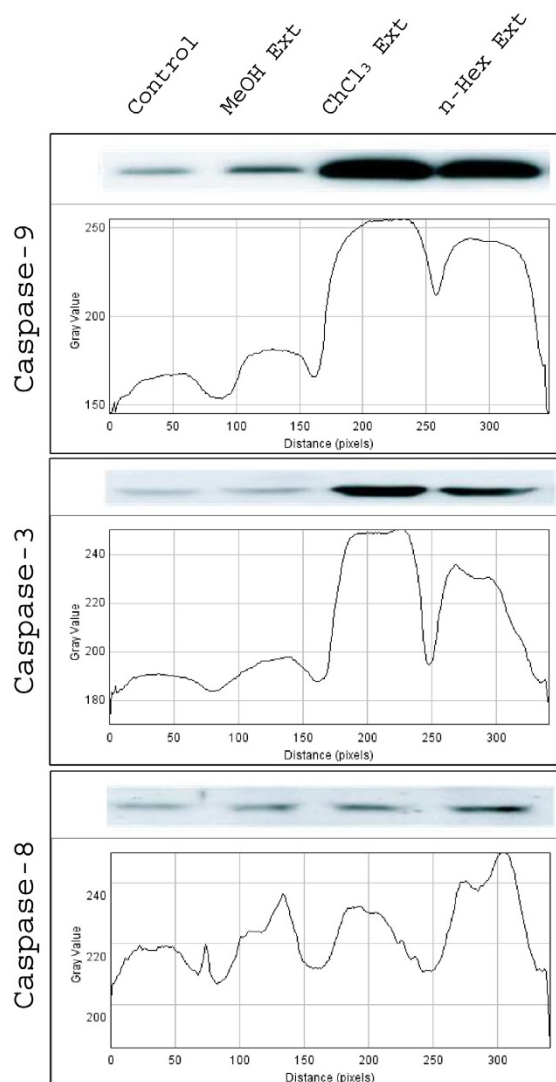 Control MeOH Ext ChCl₃ Ext n-Hex Ext
Caspase-9
Gray Value
250
200
150
0 50 100 150 200 250 300
Distance (pixels)
Caspase-3
Gray Value
240
220
200
180
0 50 100 150 200 250 300
Distance (pixels)
Caspase-8
Gray Value
240
220
200
0 50 100 150 200 250 300
Distance (pixels)